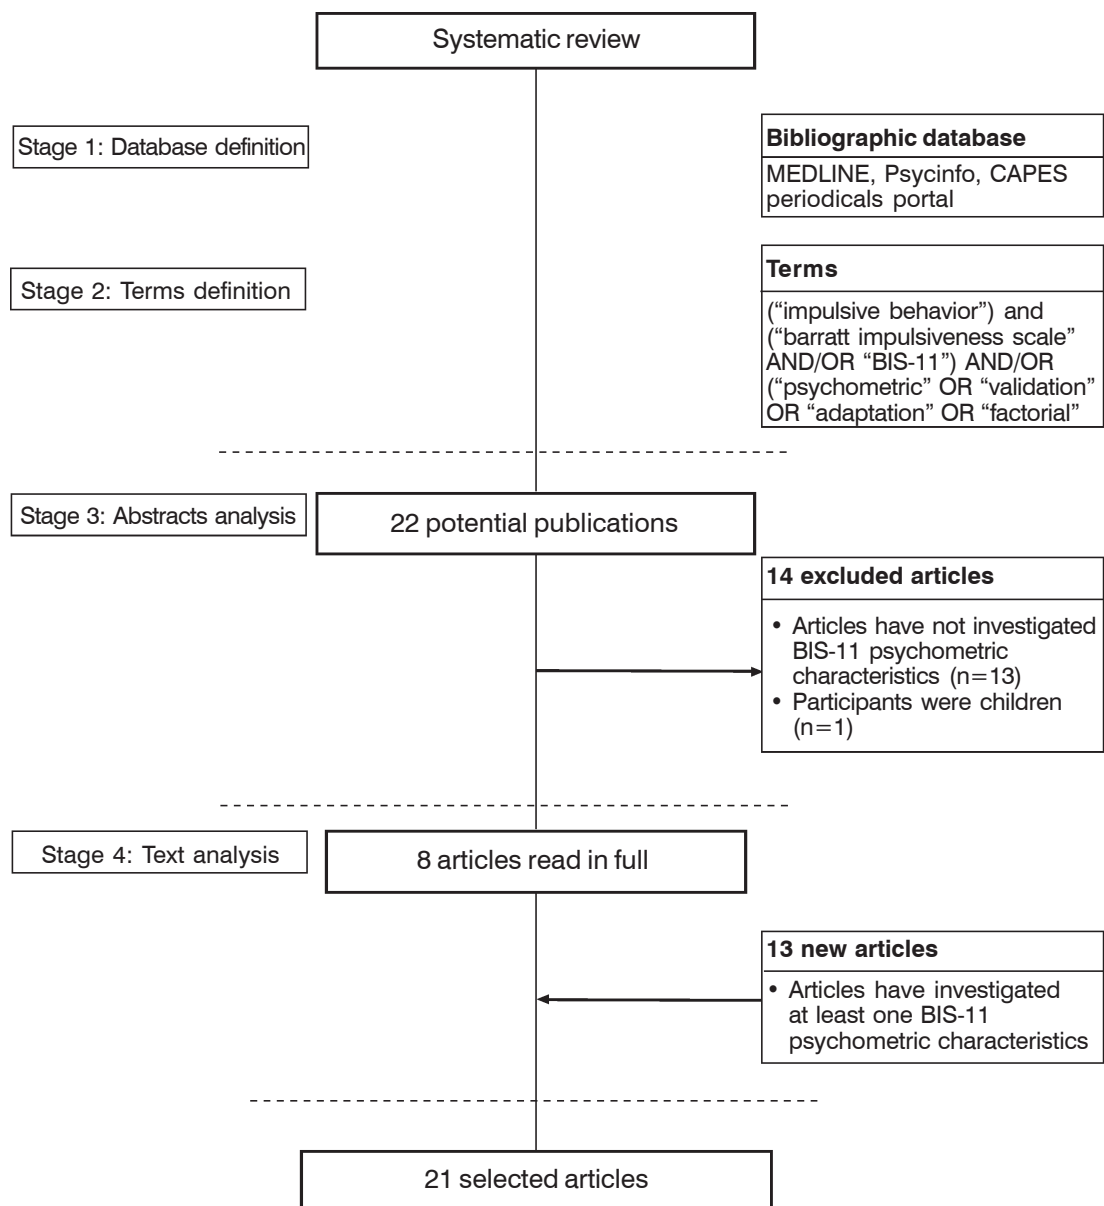 Systematic review
Stage 1: Database definition
Bibliographic database
MEDLINE, Psycinfo, CAPES
periodicals portal
Stage 2: Terms definition
Terms
(“impulsive behavior”) and
(“barratt impulsiveness scale”
AND/OR “BIS-11”) AND/OR
(“psychometric” OR “validation”
OR “adaptation” OR “factorial”
Stage 3: Abstracts analysis
22 potential publications
14 excluded articles
• Articles have not investigated
BIS-11 psychometric
characteristics (n=13)
• Participants were children
(n=1)
Stage 4: Text analysis
8 articles read in full
13 new articles
• Articles have investigated
at least one BIS-11
psychometric characteristics
21 selected articles